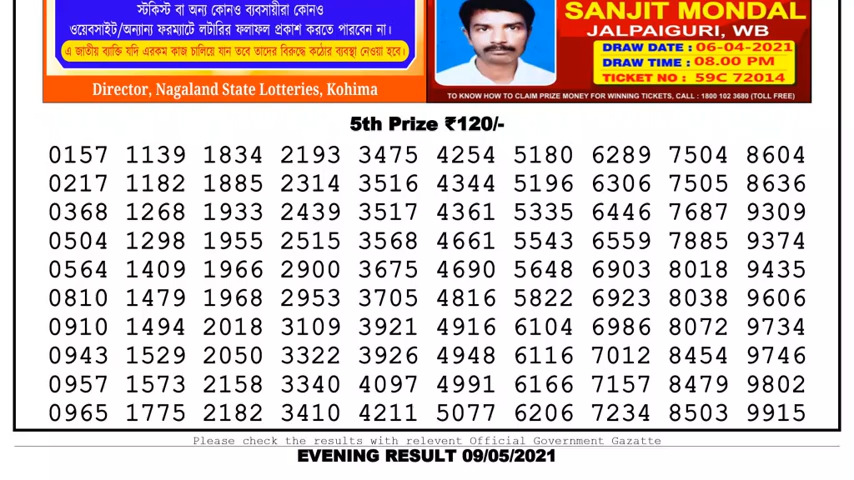 স্টকিস্ট বা অন্য কোনও ব্যবসায়ীরা কোনও
ওয়েবসাইট/অন্যান্য ফরম্যাটে লটারির ফলাফল প্রকাশ করতে পারবেন না।
এ জাতীয় ব্যক্তি যদি এরকম কাজ চালিয়ে যান তবে তাদের বিরুদ্ধে কঠোর ব্যবস্থা নেওয়া হবে।
Director, Nagaland State Lotteries, Kohima
SANJIT MONDAL
JALPAIGURI, WB
DRAW DATE : 06-04-2021
DRAW TIME : 08.00 PM
TICKET NO : 59C 72014
TO KNOW HOW TO CLAIM PRIZE MONEY FOR WINNING TICKETS, CALL : 1800 102 3680 (TOLL FREE)
5th Prize ₹120/-
0157 1139 1834 2193 3475 4254 5180 6289 7504 8604
0217 1182 1885 2314 3516 4344 5196 6306 7505 8636
0368 1268 1933 2439 3517 4361 5335 6446 7687 9309
0504 1298 1955 2515 3568 4661 5543 6559 7885 9374
0564 1409 1966 2900 3675 4690 5648 6903 8018 9435
0810 1479 1968 2953 3705 4816 5822 6923 8038 9606
0910 1494 2018 3109 3921 4916 6104 6986 8072 9734
0943 1529 2050 3322 3926 4948 6116 7012 8454 9746
0957 1573 2158 3340 4097 4991 6166 7157 8479 9802
0965 1775 2182 3410 4211 5077 6206 7234 8503 9915
Please check the results with relevent Official Government Gazatte
EVENING RESULT 09/05/2021